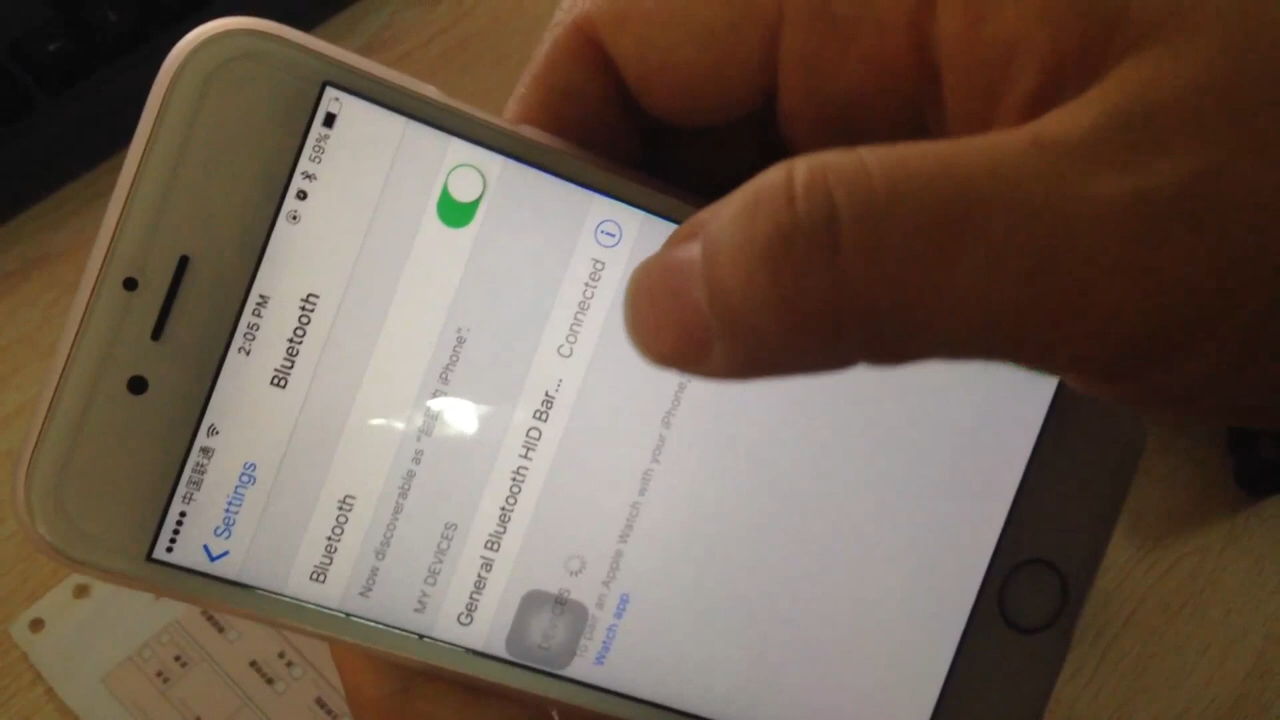 中国联通 2:05 PM 59%
Settings Bluetooth
Bluetooth
Now discoverable as " iPhone".
MY DEVICES
General Bluetooth HID Bar... Connected
To pair an Apple Watch with your iPhone,
Watch app